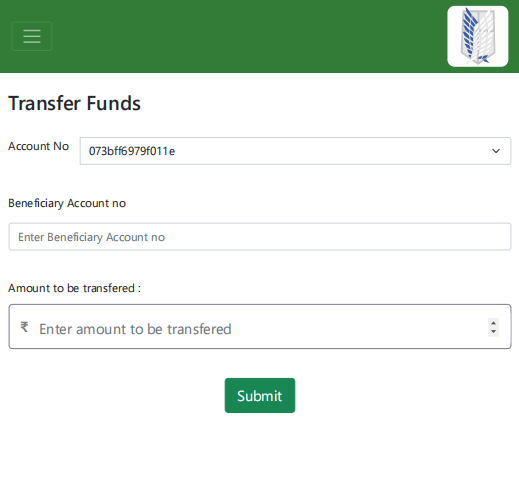 Transfer Funds
Account No 073bff6979f011e
Beneficiary Account no
Enter Beneficiary Account no
Amount to be transfered :
₹ Enter amount to be transfered
Submit